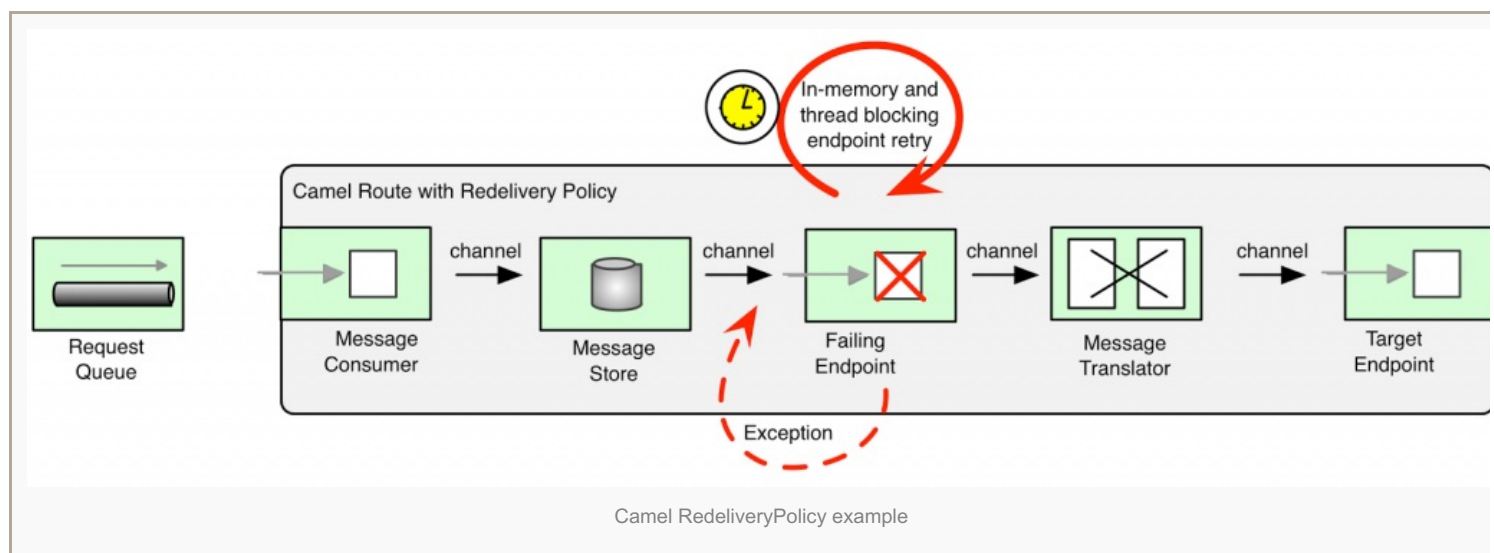 In-memory and
thread blocking
endpoint retry
Camel Route with Redelivery Policy
channel
channel
channel
channel
Request
Queue
Message
Consumer
Message
Store
Failing
Endpoint
Message
Translator
Target
Endpoint
Exception
Camel RedeliveryPolicy example